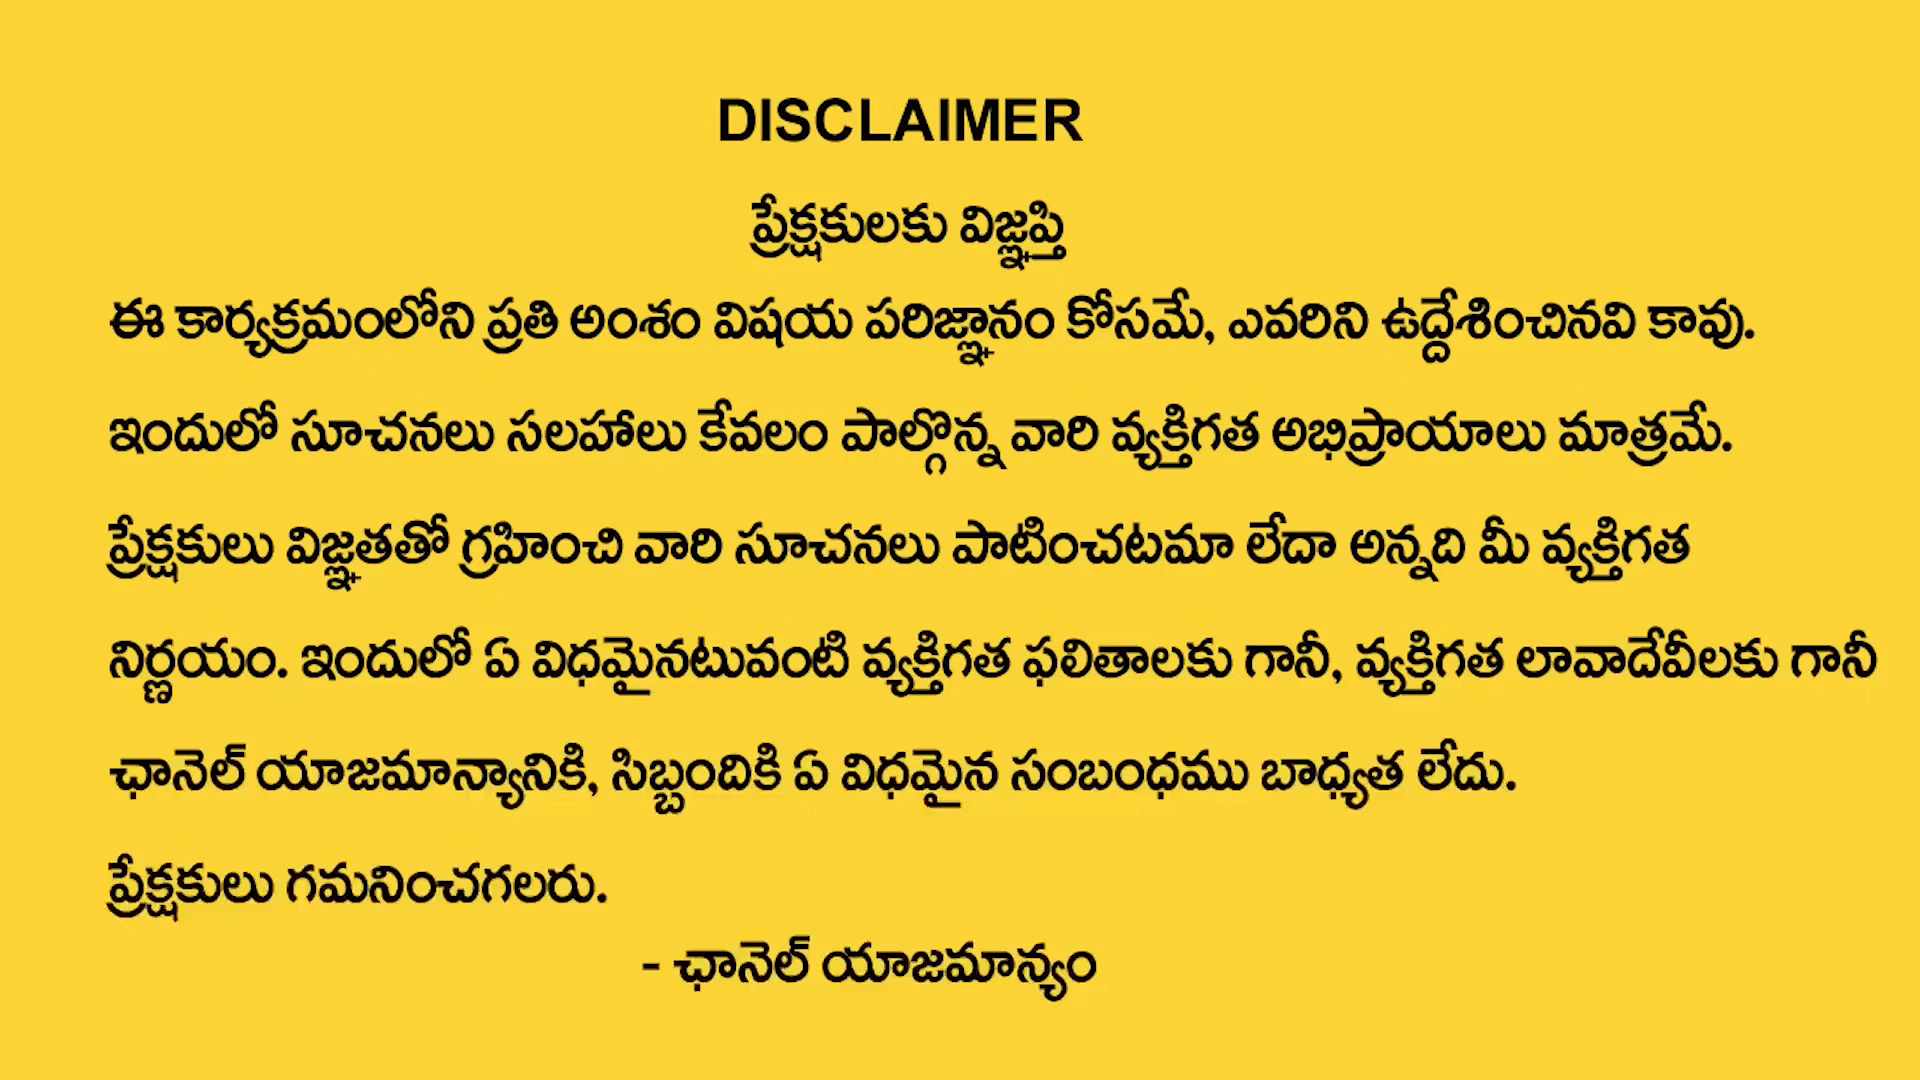 DISCLAIMER
ప్రేక్షకులకు విజ్ఞప్తి
ఈ కార్యక్రమంలోని ప్రతి అంశం విషయ పరిజ్ఞానం కోసమే, ఎవరిని ఉద్దేశించినవి కావు.
ఇందులో సూచనలు సలహాలు కేవలం పాల్గొన్న వారి వ్యక్తిగత అభిప్రాయాలు మాత్రమే.
ప్రేక్షకులు విజ్ఞతతో గ్రహించి వారి సూచనలు పాటించటమా లేదా అన్నది మీ వ్యక్తిగత
నిర్ణయం. ఇందులో ఏ విధమైనటువంటి వ్యక్తిగత ఫలితాలకు గానీ, వ్యక్తిగత లావాదేవీలకు గానీ
ఛానెల్ యాజమాన్యానికి, సిబ్బందికి ఏ విధమైన సంబంధము బాధ్యత లేదు.
ప్రేక్షకులు గమనించగలరు.
- ఛానెల్ యాజమాన్యం